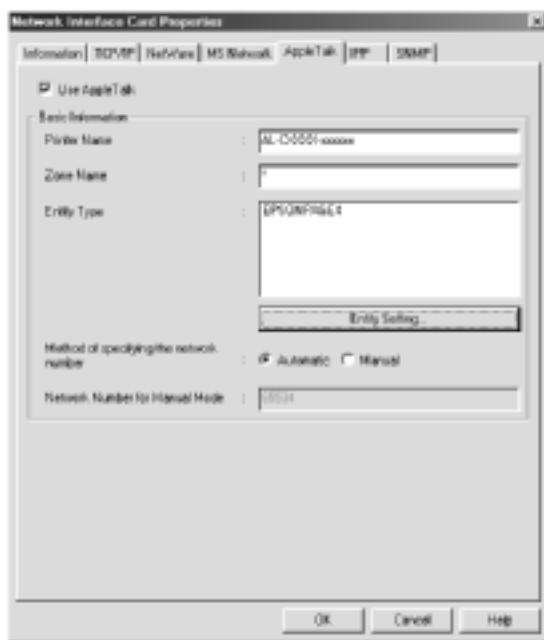 Network Interface Card Properties
Information TCP/IP NetWare MS Network AppleTalk IPP SNMP
Use AppleTalk
Basic Information
Printer Name :
Zone Name : *
Entity Type :
Entity Setting...
Method of specifying the network
number : Automatic Manual
Network Number for Manual Mode :
OK Cancel Help